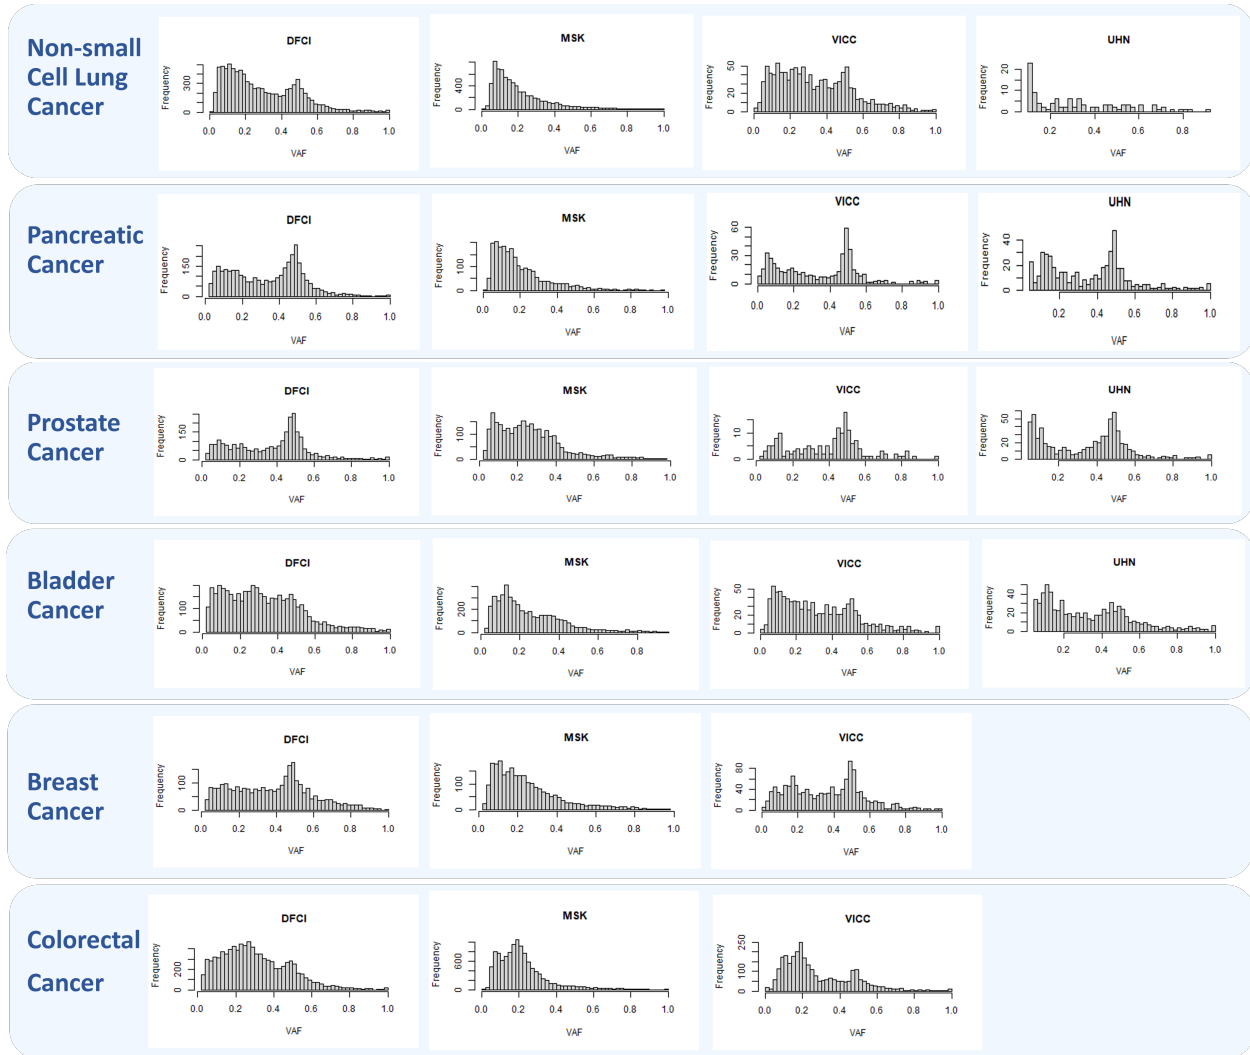 Non-small
Cell Lung
Cancer
DFCI
Frequency
0 300
0.0 0.2 0.4 0.6 0.8 1.0
VAF
MSK
Frequency
0 400
0.0 0.2 0.4 0.6 0.8 1.0
VAF
VICC
Frequency
0 20 50
0.0 0.2 0.4 0.6 0.8 1.0
VAF
UHN
Frequency
0 10 20
0.2 0.4 0.6 0.8
VAF
Pancreatic
Cancer
DFCI
Frequency
0 150
0.0 0.2 0.4 0.6 0.8 1.0
VAF
MSK
Frequency
0 100
0.0 0.2 0.4 0.6 0.8 1.0
VAF
VICC
Frequency
0 30 60
0.0 0.2 0.4 0.6 0.8 1.0
VAF
UHN
Frequency
0 20 40
0.2 0.4 0.6 0.8 1.0
VAF
Prostate
Cancer
DFCI
Frequency
0 150
0.0 0.2 0.4 0.6 0.8 1.0
VAF
MSK
Frequency
0 100
0.0 0.2 0.4 0.6 0.8 1.0
VAF
VICC
Frequency
0 10
0.0 0.2 0.4 0.6 0.8 1.0
VAF
UHN
Frequency
0 20 50
0.2 0.4 0.6 0.8 1.0
VAF
Bladder
Cancer
DFCI
Frequency
0 100
0.0 0.2 0.4 0.6 0.8 1.0
VAF
MSK
Frequency
0 200
0.0 0.2 0.4 0.6 0.8
VAF
VICC
Frequency
0 20 50
0.0 0.2 0.4 0.6 0.8 1.0
VAF
UHN
Frequency
0 20 40
0.2 0.4 0.6 0.8 1.0
VAF
Breast
Cancer
DFCI
Frequency
0 100
0.0 0.2 0.4 0.6 0.8 1.0
VAF
MSK
Frequency
0 100
0.0 0.2 0.4 0.6 0.8 1.0
VAF
VICC
Frequency
0 40 80
0.0 0.2 0.4 0.6 0.8 1.0
VAF
Colorectal
Cancer
DFCI
Frequency
0 200
0.0 0.2 0.4 0.6 0.8 1.0
VAF
MSK
Frequency
0 600
0.0 0.2 0.4 0.6 0.8 1.0
VAF
VICC
Frequency
0 100 250
0.0 0.2 0.4 0.6 0.8 1.0
VAF